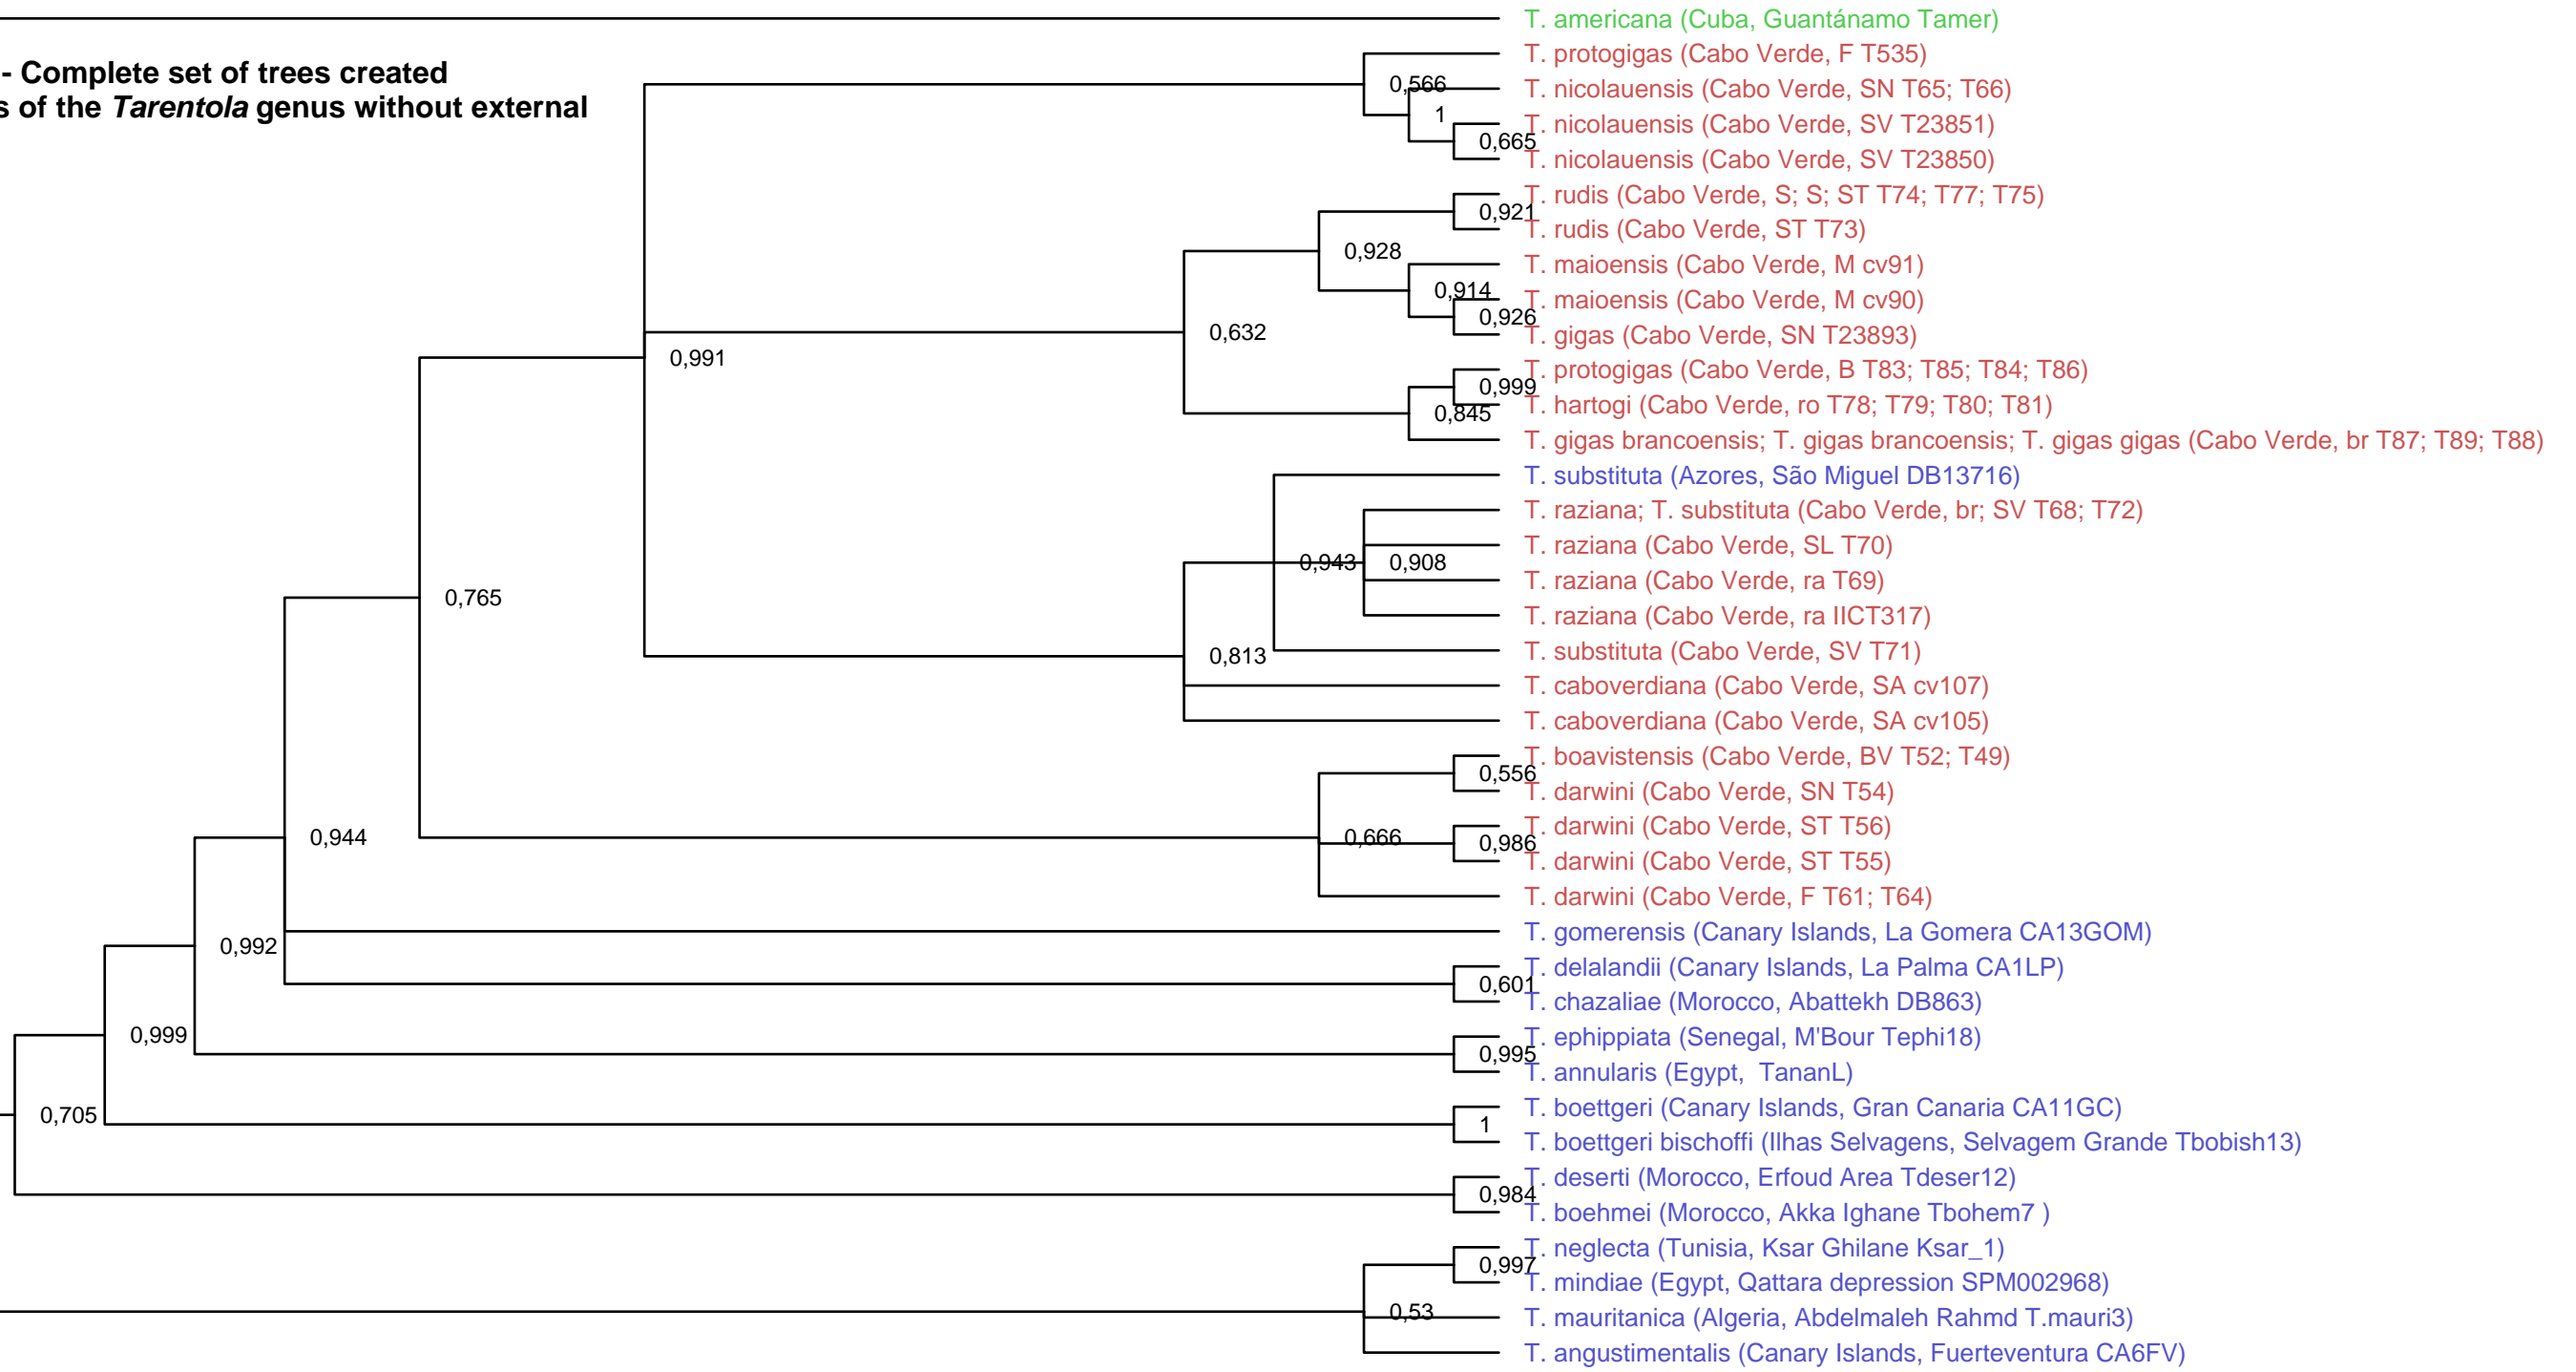 T. americana (Cuba, Guantánamo Tamer)
- Complete set of trees created
s of the Tarentola genus without external
T. protogigas (Cabo Verde, F T535)
0,566
T. nicolauensis (Cabo Verde, SN T65; T66)
1
T. nicolauensis (Cabo Verde, SV T23851)
0,665
T. nicolauensis (Cabo Verde, SV T23850)
T. rudis (Cabo Verde, S; S; ST T74; T77; T75)
0,921
T. rudis (Cabo Verde, ST T73)
0,928
T. maioensis (Cabo Verde, M cv91)
0,914
T. maioensis (Cabo Verde, M cv90)
0,926
T. gigas (Cabo Verde, SN T23893)
0,632
0,991
T. protogigas (Cabo Verde, B T83; T85; T84; T86)
0,999
T. hartogi (Cabo Verde, ro T78; T79; T80; T81)
0,845
T. gigas brancoensis; T. gigas brancoensis; T. gigas gigas (Cabo Verde, br T87; T89; T88)
T. substituta (Azores, São Miguel DB13716)
T. raziana; T. substituta (Cabo Verde, br; SV T68; T72)
T. raziana (Cabo Verde, SL T70)
0,943
0,908
T. raziana (Cabo Verde, ra T69)
0,765
T. raziana (Cabo Verde, ra IICT317)
T. substituta (Cabo Verde, SV T71)
0,813
T. caboverdiana (Cabo Verde, SA cv107)
T. caboverdiana (Cabo Verde, SA cv105)
T. boavistensis (Cabo Verde, BV T52; T49)
0,556
T. darwini (Cabo Verde, SN T54)
T. darwini (Cabo Verde, ST T56)
0,944
0,666
0,986
T. darwini (Cabo Verde, ST T55)
T. darwini (Cabo Verde, F T61; T64)
T. gomerensis (Canary Islands, La Gomera CA13GOM)
0,992
T. delalandii (Canary Islands, La Palma CA1LP)
0,601
T. chazaliae (Morocco, Abattekh DB863)
0,999
T. ephippiata (Senegal, M'Bour Tephi18)
0,995
T. annularis (Egypt,  TananL)
T. boettgeri (Canary Islands, Gran Canaria CA11GC)
0,705
1
T. boettgeri bischoffi (Ilhas Selvagens, Selvagem Grande Tbobish13)
T. deserti (Morocco, Erfoud Area Tdeser12)
0,984
T. boehmei (Morocco, Akka Ighane Tbohem7 )
T. neglecta (Tunisia, Ksar Ghilane Ksar_1)
0,997
T. mindiae (Egypt, Qattara depression SPM002968)
0,53
T. mauritanica (Algeria, Abdelmaleh Rahmd T.mauri3)
T. angustimentalis (Canary Islands, Fuerteventura CA6FV)